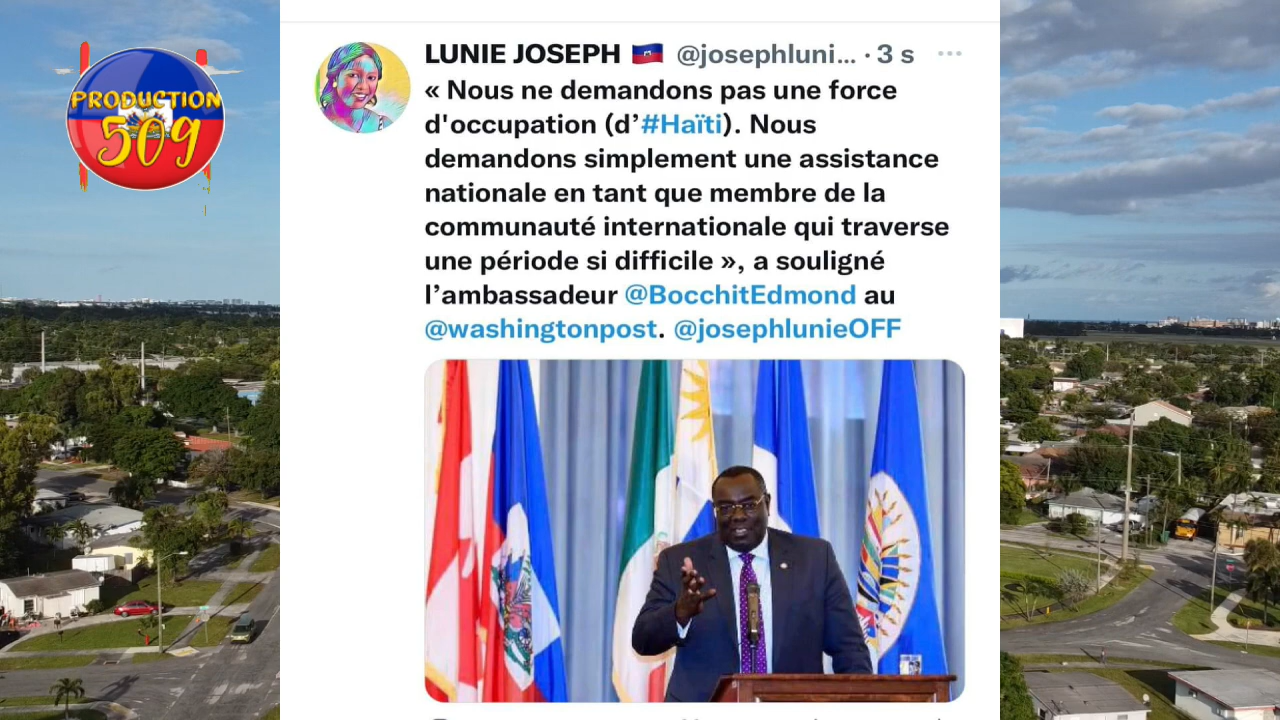 PRODUCTION
509
LUNIE JOSEPH 🇭🇹 @josephluni... · 3 s
« Nous ne demandons pas une force
d'occupation (d’#Haïti). Nous
demandons simplement une assistance
nationale en tant que membre de la
communauté internationale qui traverse
une période si difficile », a souligné
l’ambassadeur @BocchitEdmond au
@washingtonpost. @josephlunieOFF